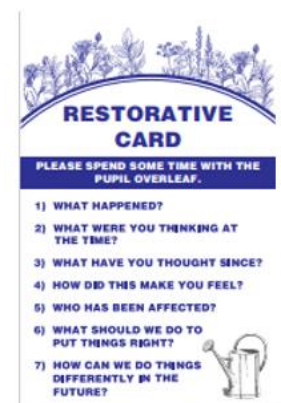 RESTORATIVE
CARD
PLEASE SPEND SOME TIME WITH THE
PUPIL OVERLEAF.
1) WHAT HAPPENED?
2) WHAT WERE YOU THINKING AT
THE TIME?
3) WHAT HAVE YOU THOUGHT SINCE?
4) HOW DID THIS MAKE YOU FEEL?
5) WHO HAS BEEN AFFECTED?
6) WHAT SHOULD WE DO TO
PUT THINGS RIGHT?
7) HOW CAN WE DO THINGS
DIFFERENTLY IN THE
FUTURE?